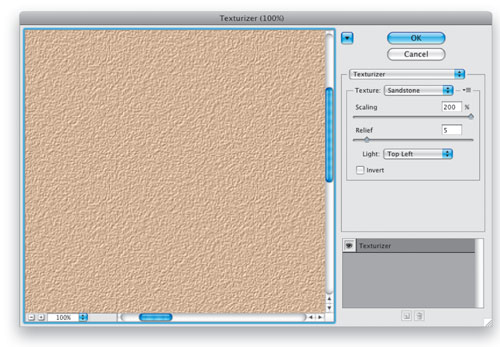 Texturizer (100%)
OK
Cancel
Texturizer
Texture: Sandstone
Scaling 200 %
Relief 5
Light: Top Left
Invert
Texturizer
100%